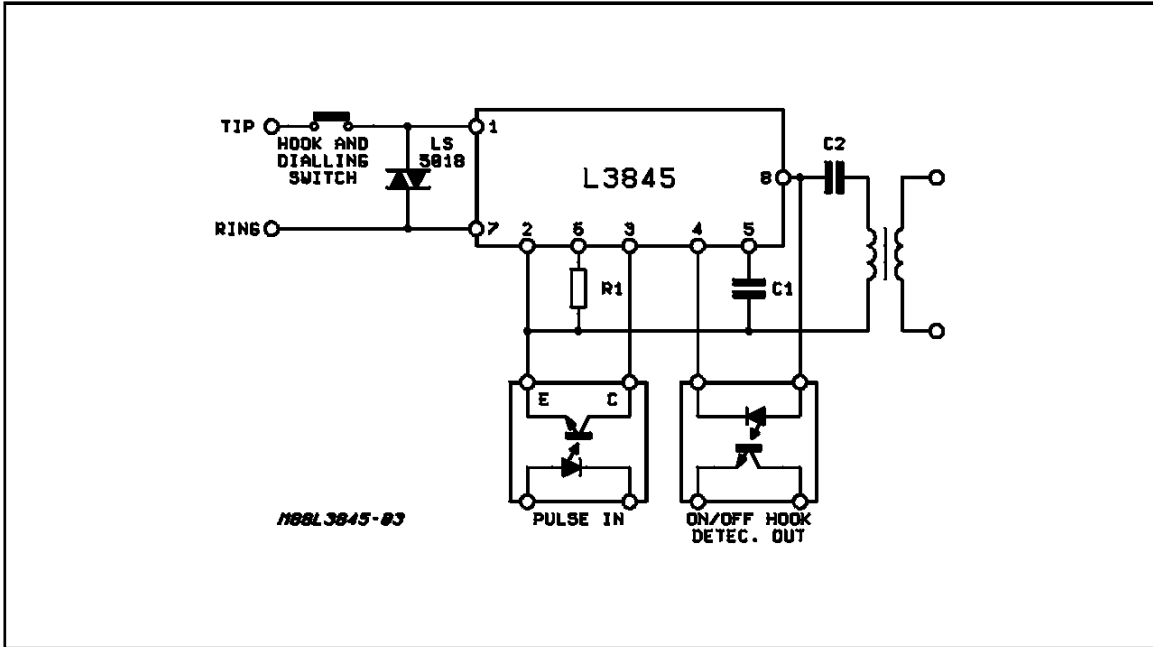 TIP
HOOK AND
DIALLING
SWITCH
LS
5018
1
L3845
C2
8
RING
7
2
6
3
4
5
R1
C1
E
C
M88L3845-03
PULSE IN
ON/OFF HOOK
DETEC. OUT